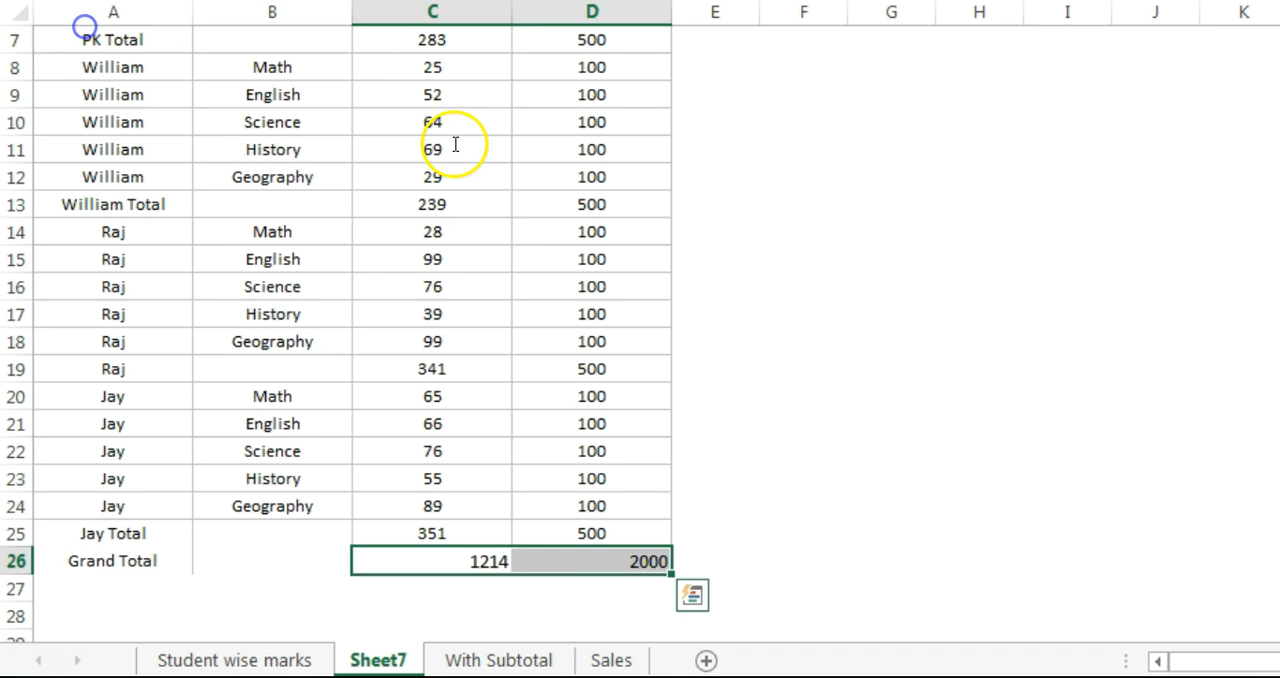 A B C D E F G H I J K
7 PK Total 283 500
8 William Math 25 100
9 William English 52 100
10 William Science 64 100
11 William History 69 100
12 William Geography 29 100
13 William Total 239 500
14 Raj Math 28 100
15 Raj English 99 100
16 Raj Science 76 100
17 Raj History 39 100
18 Raj Geography 99 100
19 Raj 341 500
20 Jay Math 65 100
21 Jay English 66 100
22 Jay Science 76 100
23 Jay History 55 100
24 Jay Geography 89 100
25 Jay Total 351 500
26 Grand Total 1214 2000
27
28
Student wise marks Sheet7 With Subtotal Sales